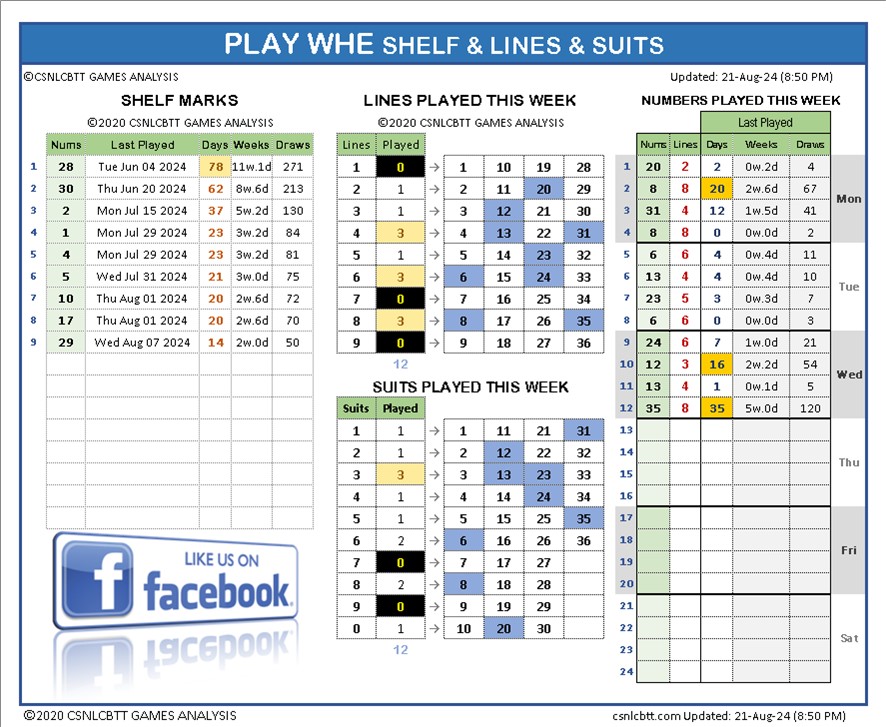 PLAY WHE SHELF & LINES & SUITS
©CSNLCBTT GAMES ANALYSIS
Updated: 21-Aug-24 (8:50 PM)
SHELF MARKS
©2020 CSNLCBTT GAMES ANALYSIS
Nums Last Played Days Weeks Draws
1 28 Tue Jun 04 2024 78 11w.1d 271
2 30 Thu Jun 20 2024 62 8w.6d 213
3 2 Mon Jul 15 2024 37 5w.2d 130
4 1 Mon Jul 29 2024 23 3w.2d 84
5 4 Mon Jul 29 2024 23 3w.2d 81
6 5 Wed Jul 31 2024 21 3w.0d 75
7 10 Thu Aug 01 2024 20 2w.6d 72
8 17 Thu Aug 01 2024 20 2w.6d 70
9 29 Wed Aug 07 2024 14 2w.0d 50
LIKE US ON
facebook.
LINES PLAYED THIS WEEK
©2020 CSNLCBTT GAMES ANALYSIS
Lines Played
1 0 → 1 10 19 28
2 1 → 2 11 20 29
3 1 → 3 12 21 30
4 3 → 4 13 22 31
5 1 → 5 14 23 32
6 3 → 6 15 24 33
7 0 → 7 16 25 34
8 3 → 8 17 26 35
9 0 → 9 18 27 36
12
SUITS PLAYED THIS WEEK
Suits Played
1 1 → 1 11 21 31
2 1 → 2 12 22 32
3 3 → 3 13 23 33
4 1 → 4 14 24 34
5 1 → 5 15 25 35
6 2 → 6 16 26 36
7 0 → 7 17 27
8 2 → 8 18 28
9 0 → 9 19 29
0 1 → 10 20 30
12
NUMBERS PLAYED THIS WEEK
Last Played
Nums Lines Days Weeks Draws
1 20 2 2 0w.2d 4
2 8 8 20 2w.6d 67
3 31 4 12 1w.5d 41
4 8 8 0 0w.0d 2
Mon
5 6 6 4 0w.4d 11
6 13 4 4 0w.4d 10
7 23 5 3 0w.3d 7
8 6 6 0 0w.0d 3
Tue
9 24 6 7 1w.0d 21
10 12 3 16 2w.2d 54
11 13 4 1 0w.1d 5
12 35 8 35 5w.0d 120
Wed
13
14
15
16
Thu
17
18
19
20
Fri
21
22
23
24
Sat
©2020 CSNLCBTT GAMES ANALYSIS
csnlcbtt.com Updated: 21-Aug-24 (8:50 PM)